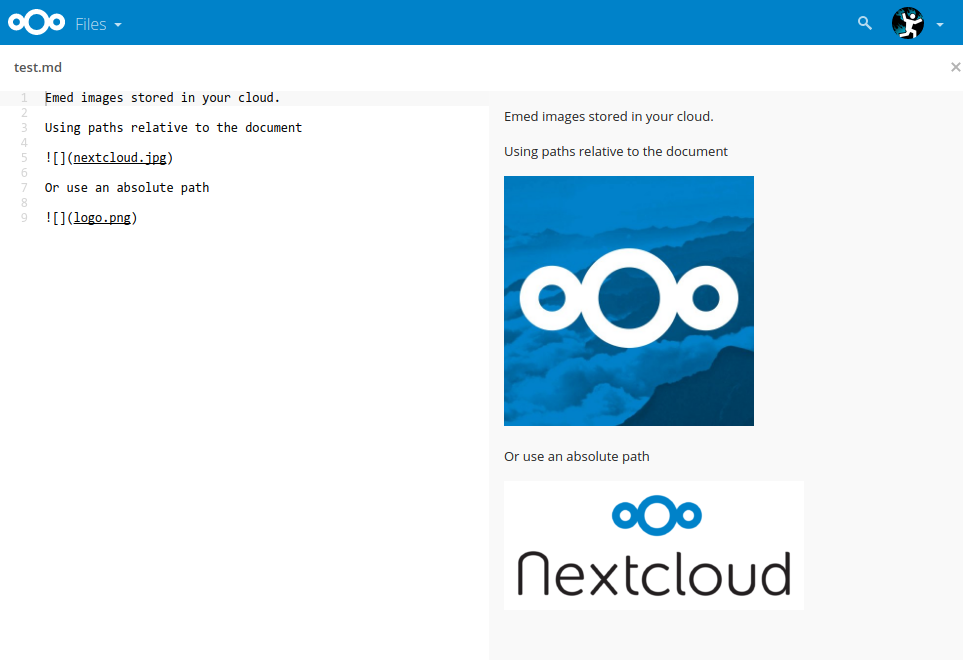 Files
test.md
1 Emed images stored in your cloud.
2
3 Using paths relative to the document
4
5 ![](nextcloud.jpg)
6
7 Or use an absolute path
8
9 ![](logo.png)
Emed images stored in your cloud.
Using paths relative to the document
Or use an absolute path
Nextcloud